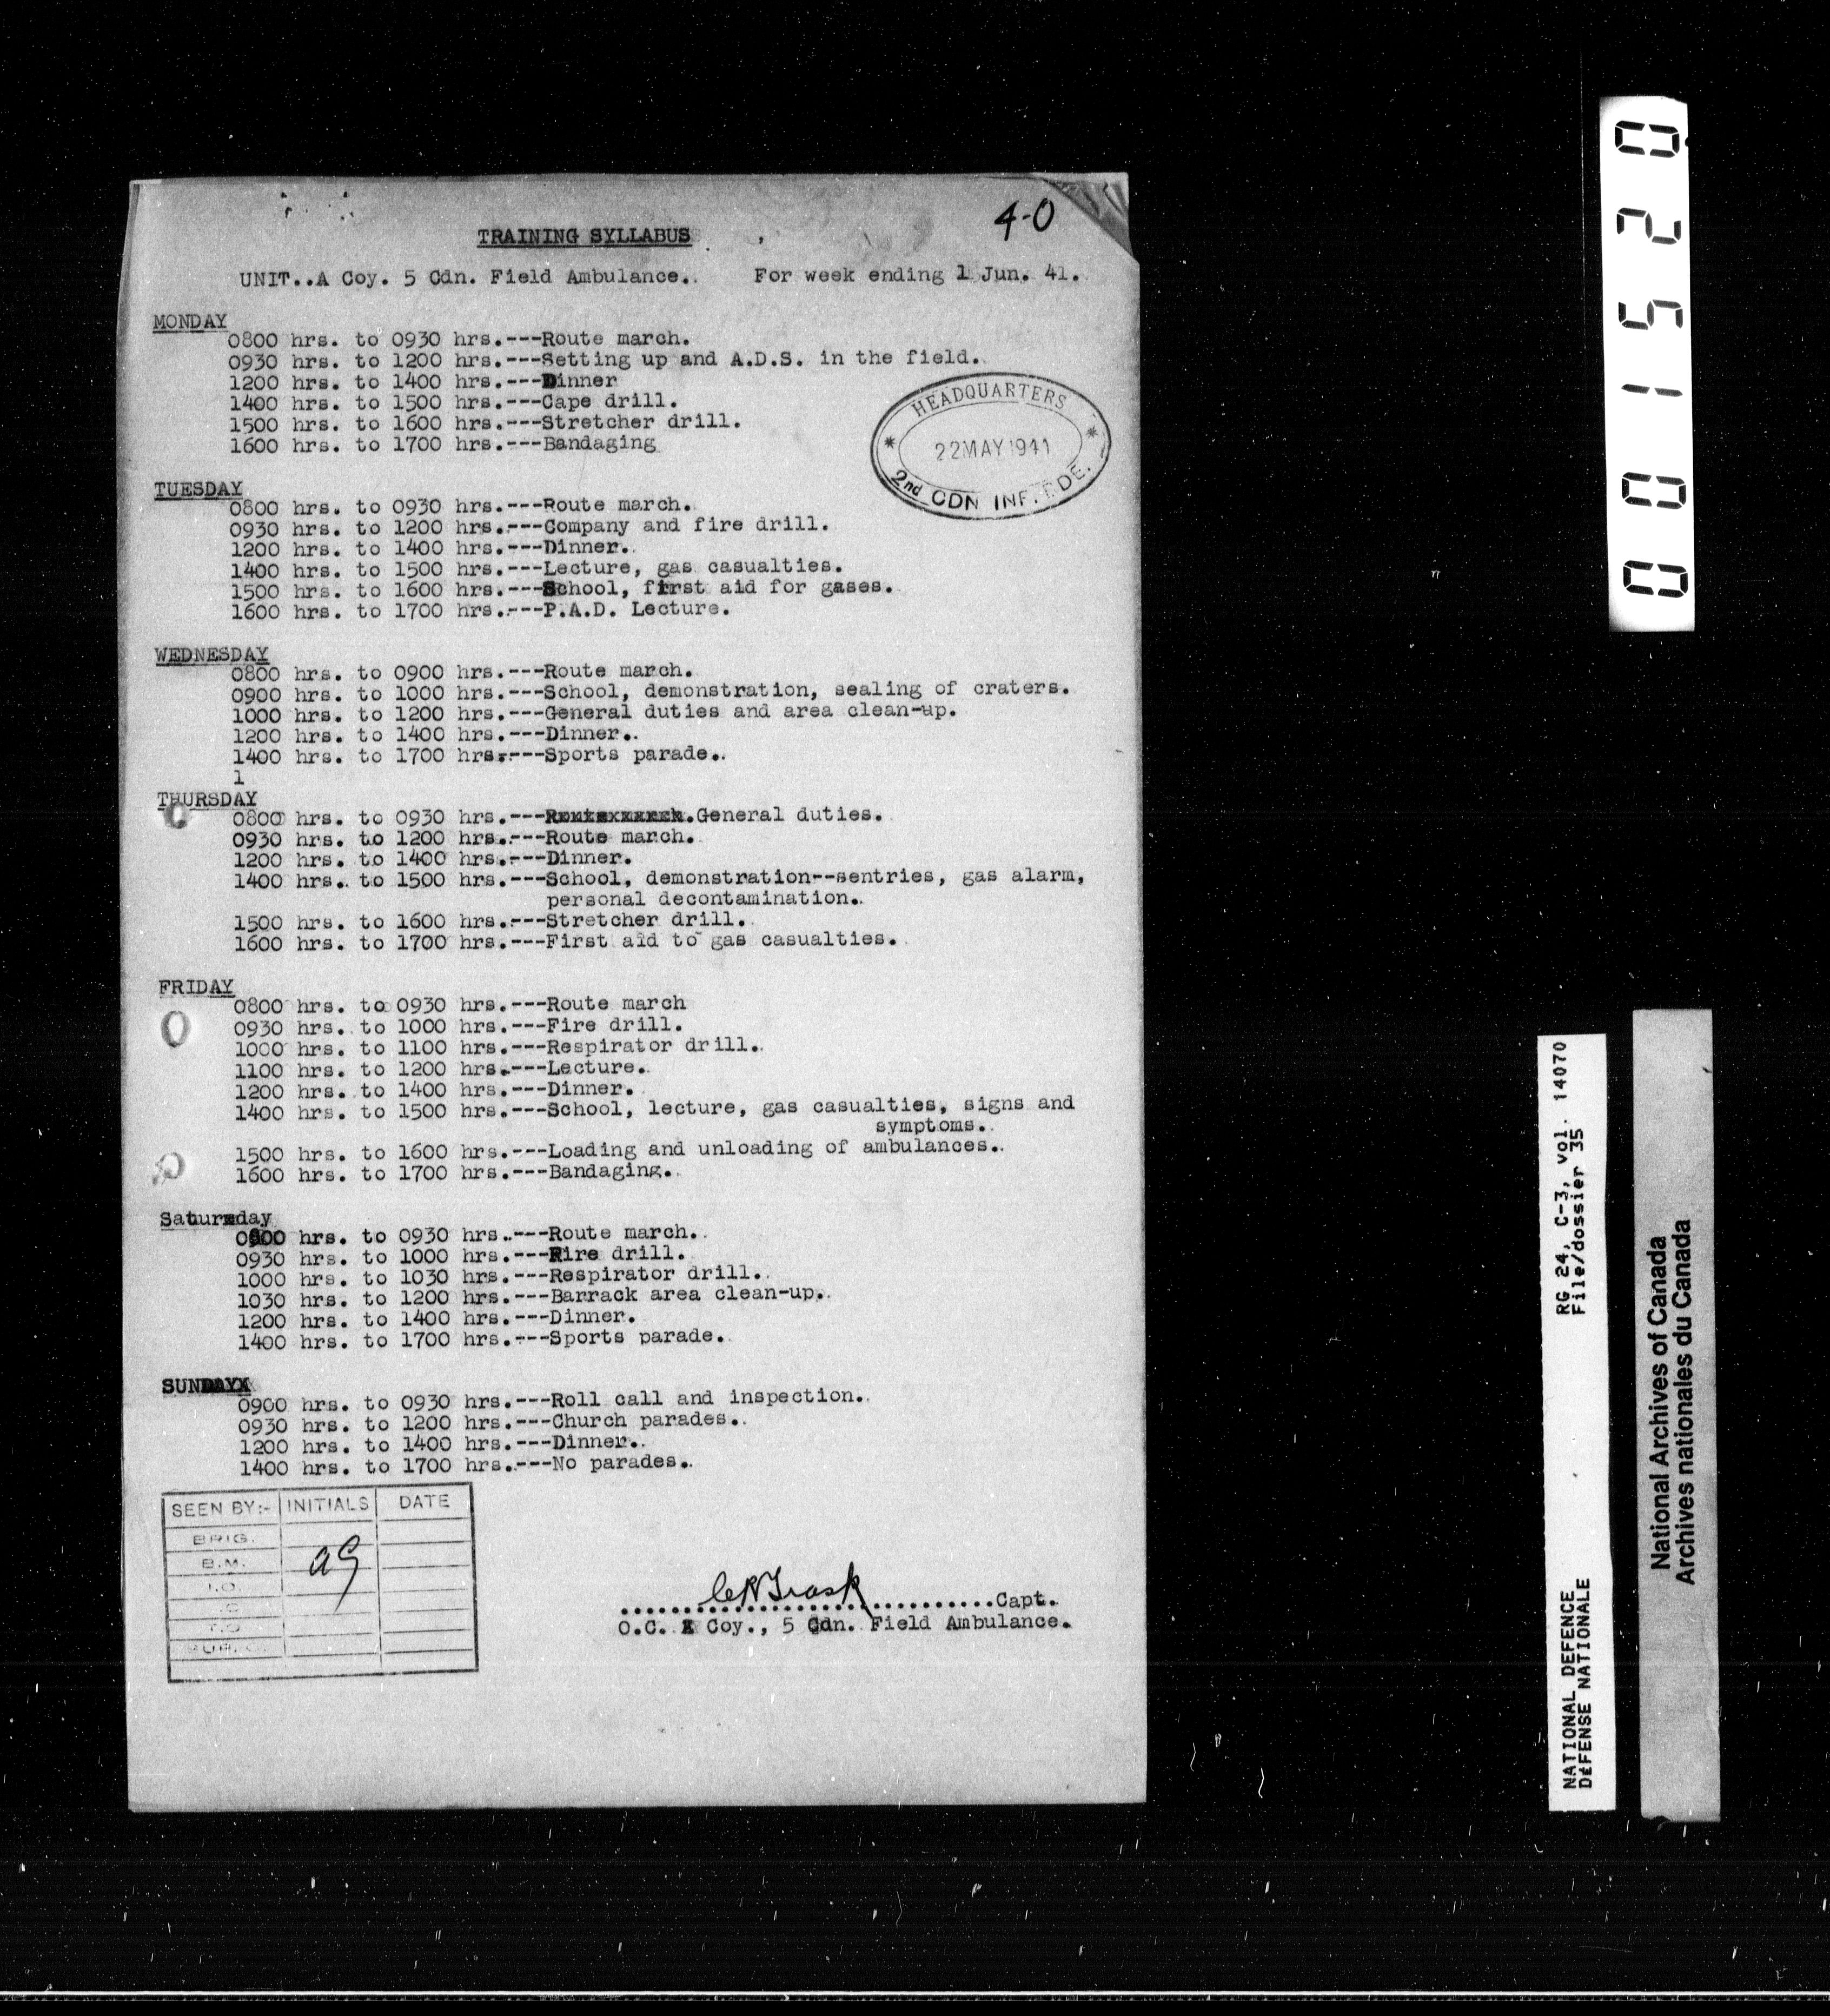 4-0
TRAINING SYLLABUS
UNIT..A Coy. 5 Cdn. Field Ambulance. For week ending 1 Jun. 41.
MONDAY
0800 hrs. to 0930 hrs.---Route march.
0930 hrs. to 1200 hrs.---Setting up and A.D.S. in the field.
1200 hrs. to 1400 hrs.---Dinner
1400 hrs. to 1500 hrs.---Cape drill.
1500 hrs. to 1600 hrs.---Stretcher drill.
1600 hrs. to 1700 hrs.---Bandaging
HEADQUARTERS
22 MAY 1941
2nd CDN INF. BDE.
TUESDAY
0800 hrs. to 0930 hrs.---Route march.
0930 hrs. to 1200 hrs.---Company and fire drill.
1200 hrs. to 1400 hrs.---Dinner.
1400 hrs. to 1500 hrs.---Lecture, gas casualties.
1500 hrs. to 1600 hrs.---School, first aid for gases.
1600 hrs. to 1700 hrs.---P.A.D. Lecture.
WEDNESDAY
0800 hrs. to 0900 hrs.---Route march.
0900 hrs. to 1000 hrs.---School, demonstration, sealing of craters.
1000 hrs. to 1200 hrs.---General duties and area clean-up.
1200 hrs. to 1400 hrs.---Dinner.
1400 hrs. to 1700 hrs.---Sports parade.
1
THURSDAY
0800 hrs. to 0930 hrs.---General duties.
0930 hrs. to 1200 hrs.---Route march.
1200 hrs. to 1400 hrs.---Dinner.
1400 hrs. to 1500 hrs.---School, demonstration--sentries, gas alarm,
personal decontamination.
1500 hrs. to 1600 hrs.---Stretcher drill.
1600 hrs. to 1700 hrs.---First aid to gas casualties.
FRIDAY
0800 hrs. to 0930 hrs.---Route march
0930 hrs. to 1000 hrs.---Fire drill.
1000 hrs. to 1100 hrs.---Respirator drill.
1100 hrs. to 1200 hrs.---Lecture.
1200 hrs. to 1400 hrs.---Dinner.
1400 hrs. to 1500 hrs.---School, lecture, gas casualties, signs and
symptoms.
1500 hrs. to 1600 hrs.---Loading and unloading of ambulances.
1600 hrs. to 1700 hrs.---Bandaging.
Saturday
0900 hrs. to 0930 hrs.---Route march.
0930 hrs. to 1000 hrs.---Fire drill.
1000 hrs. to 1030 hrs.---Respirator drill.
1030 hrs. to 1200 hrs.---Barrack area clean-up.
1200 hrs. to 1400 hrs.---Dinner.
1400 hrs. to 1700 hrs.---Sports parade.
SUNDAY
0900 hrs. to 0930 hrs.---Roll call and inspection.
0930 hrs. to 1200 hrs.---Church parades.
1200 hrs. to 1400 hrs.---Dinner.
1400 hrs. to 1700 hrs.---No parades.
SEEN BY:- INITIALS DATE
BRIG.
B.M. AG
I.O.
T.O
CRTrask Capt.
O.C. A Coy., 5 Cdn. Field Ambulance.
001520
RG 24, C-3, vol. 14070
File/dossier 35
NATIONAL DEFENCE
DÉFENSE NATIONALE
National Archives of Canada
Archives nationales du Canada